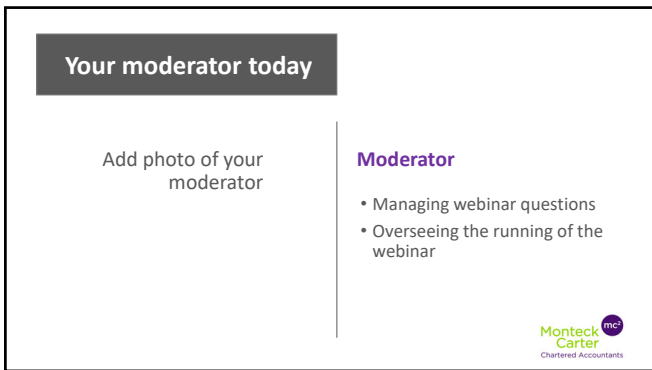 Your moderator today
Add photo of your
moderator
Moderator
• Managing webinar questions
• Overseeing the running of the
webinar
Monteck
mc²
Carter
Chartered Accountants